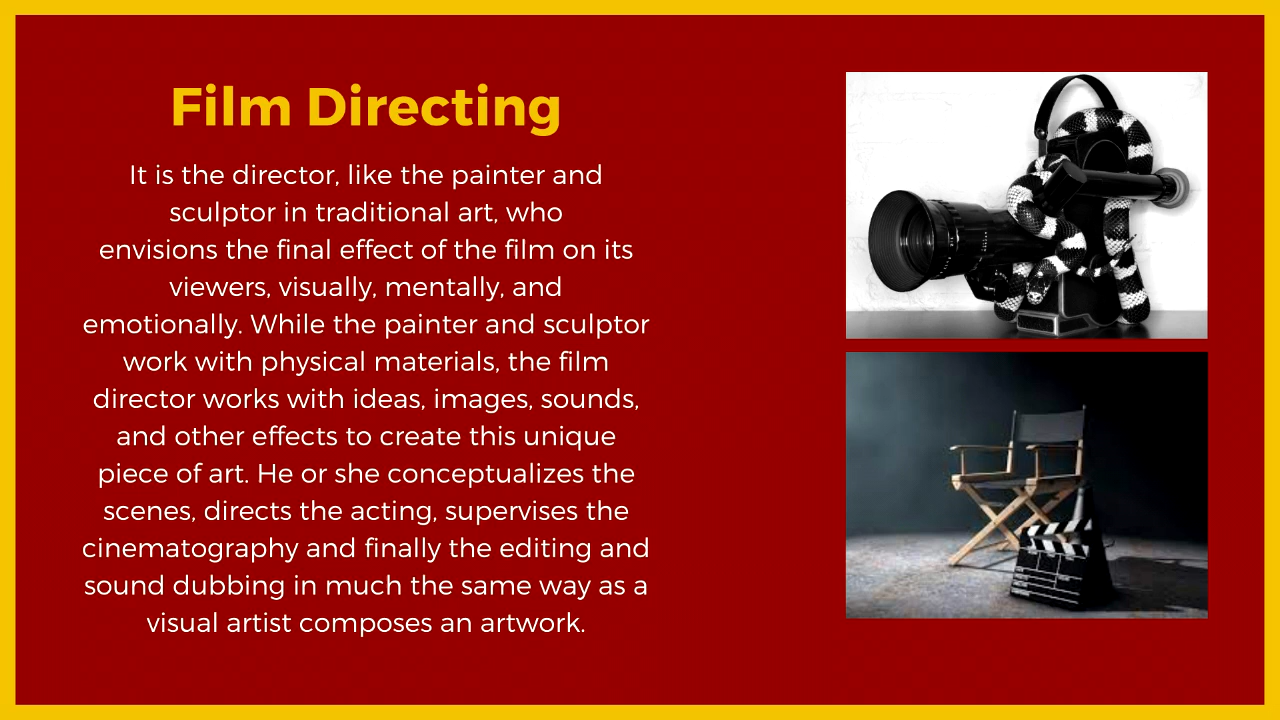 Film Directing
It is the director, like the painter and
sculptor in traditional art, who
envisions the final effect of the film on its
viewers, visually, mentally, and
emotionally. While the painter and sculptor
work with physical materials, the film
director works with ideas, images, sounds,
and other effects to create this unique
piece of art. He or she conceptualizes the
scenes, directs the acting, supervises the
cinematography and finally the editing and
sound dubbing in much the same way as a
visual artist composes an artwork.